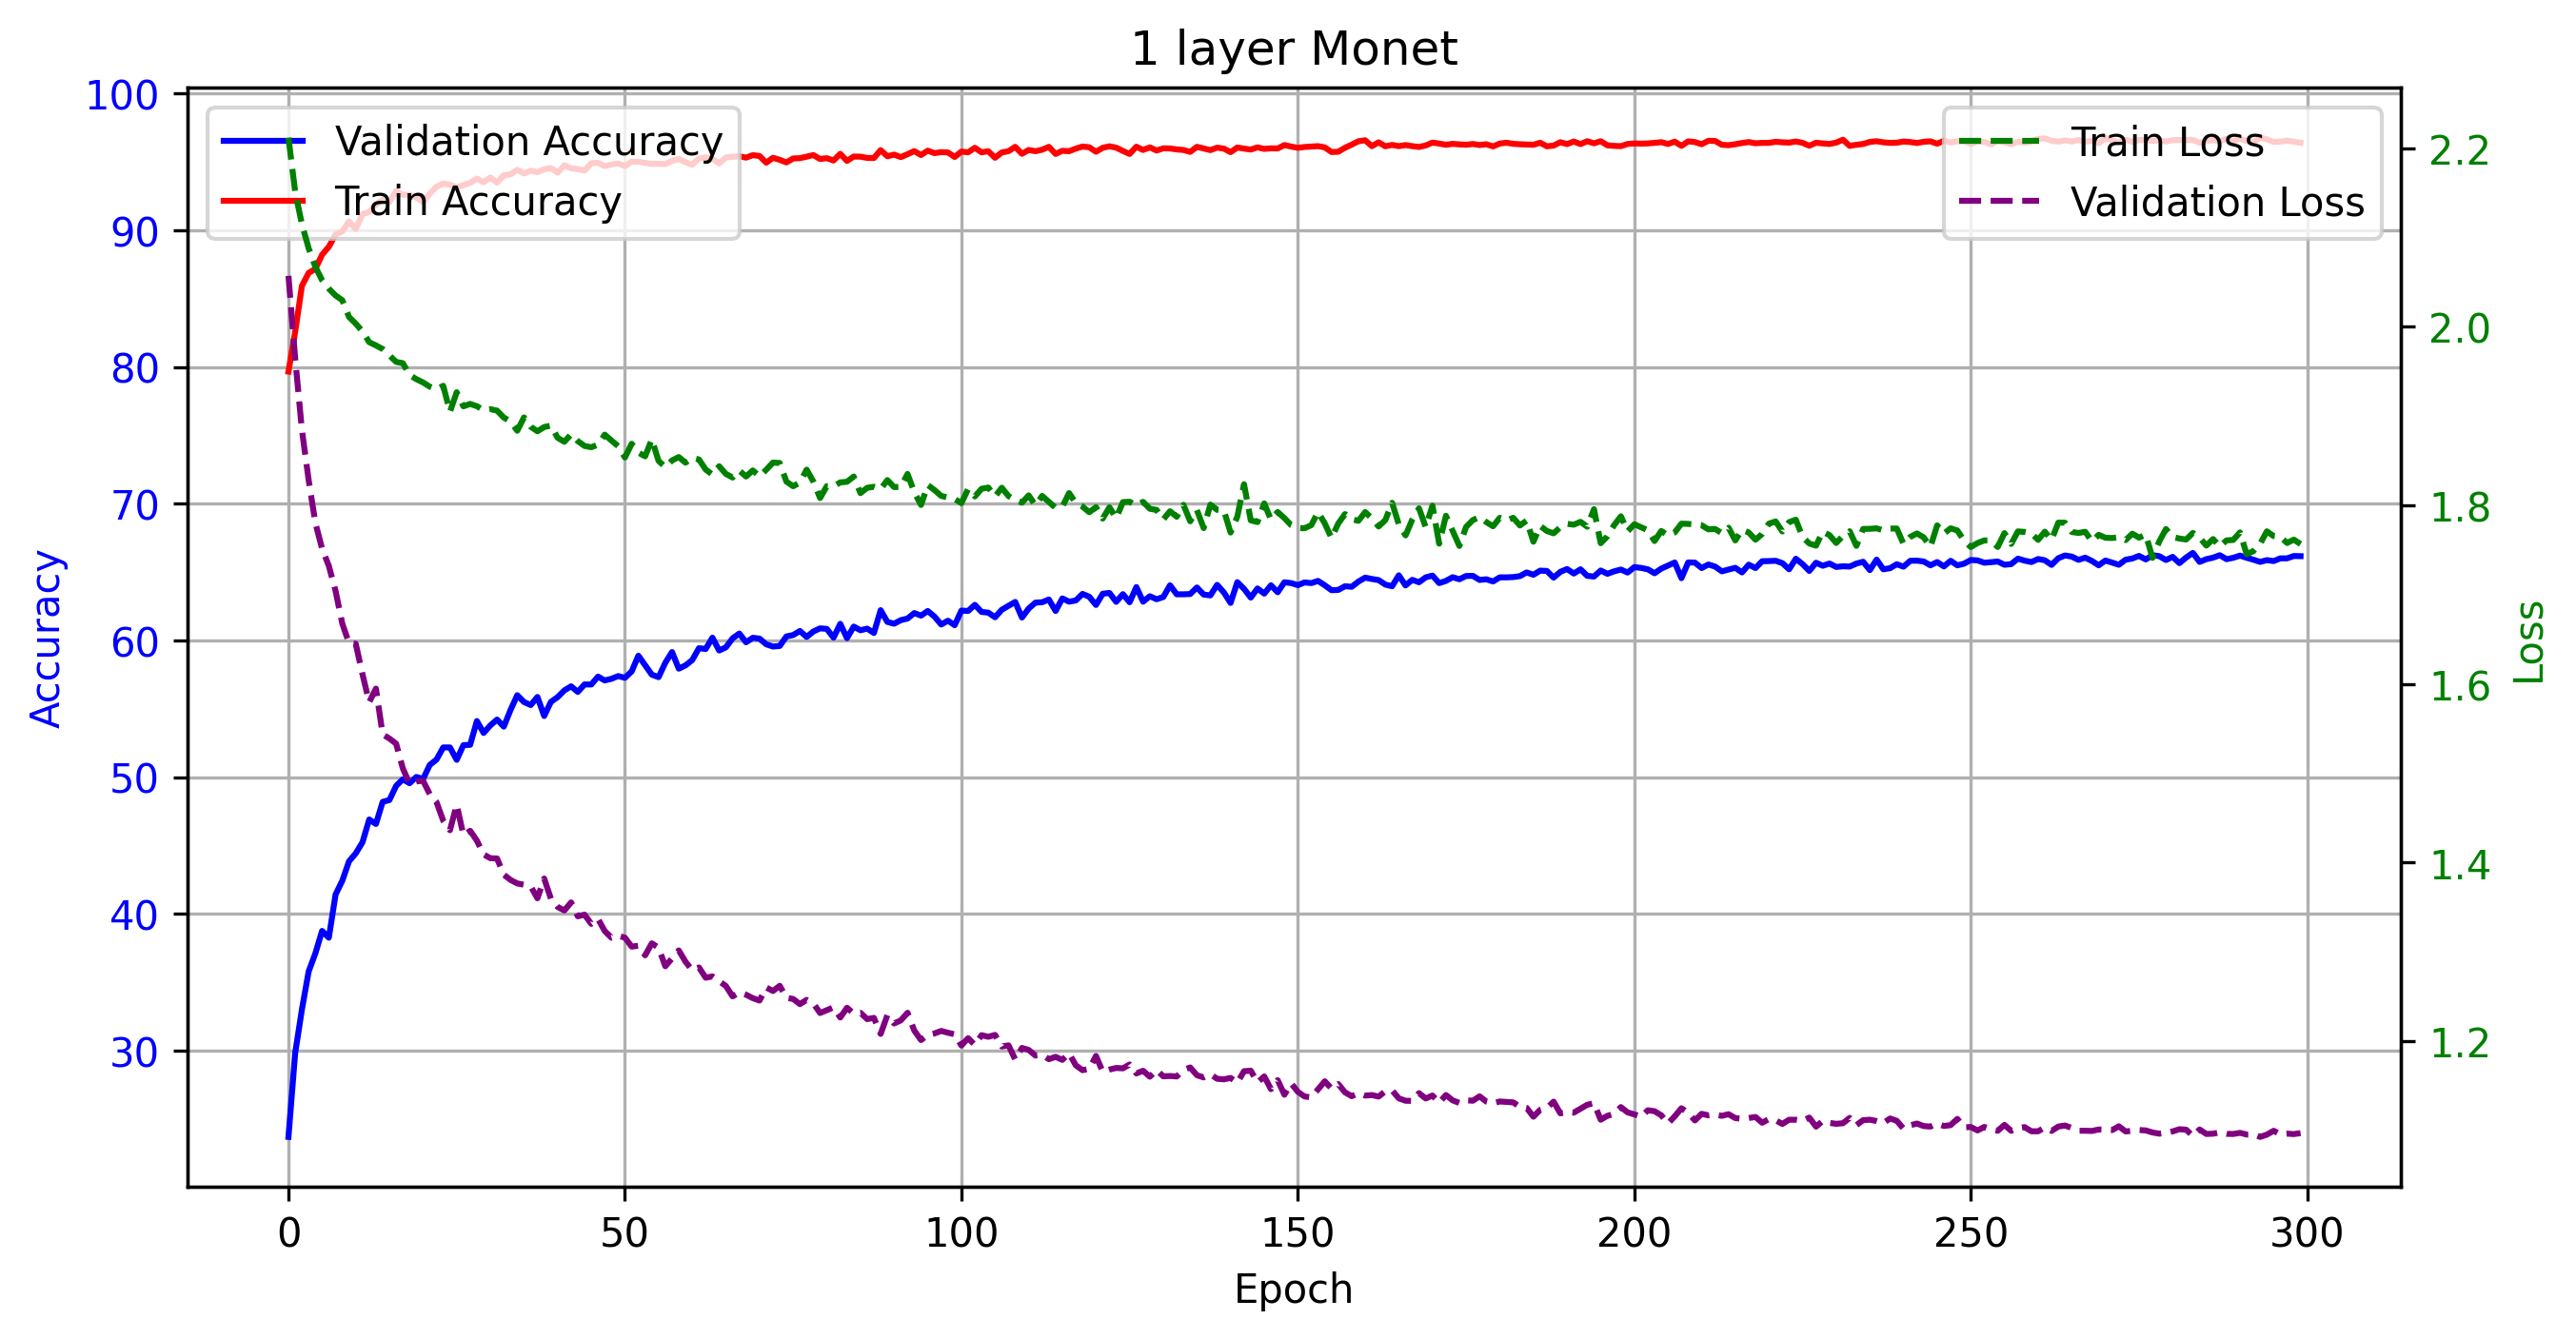 1 layer Monet
Validation Accuracy
Train Accuracy
Train Loss
Validation Loss
100
90
80
70
60
50
40
30
Accuracy
2.2
2.0
1.8
1.6
1.4
1.2
Loss
0 50 100 150 200 250 300
Epoch